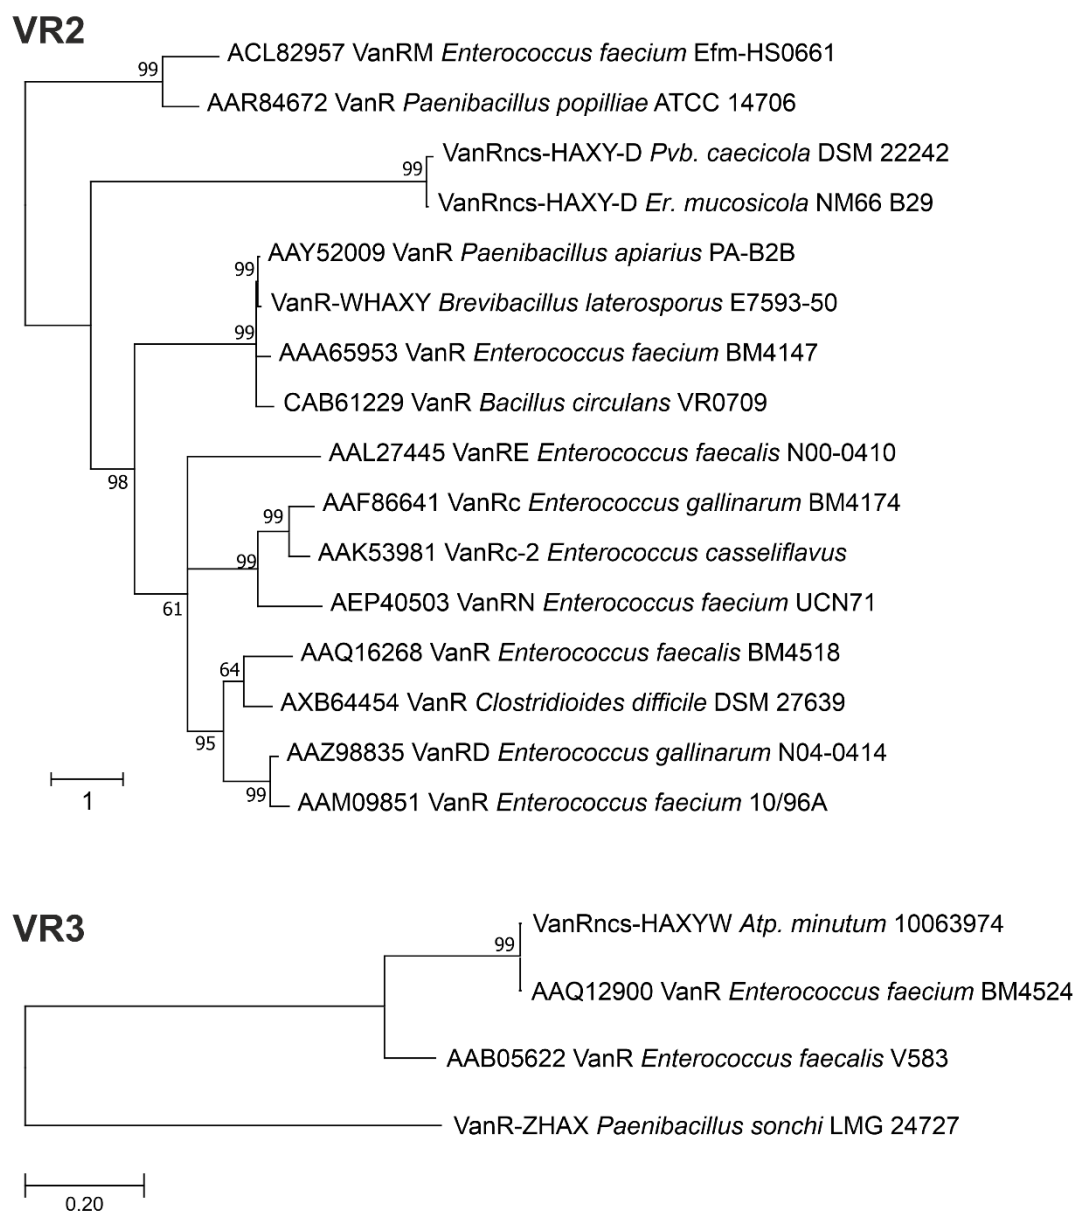 VR2
99
ACL82957 VanRM Enterococcus faecium Efm-HS0661
AAR84672 VanR Paenibacillus popilliae ATCC 14706
99
VanRncs-HAXY-D Pvb. caecicola DSM 22242
VanRncs-HAXY-D Er. mucosicola NM66 B29
99
AAY52009 VanR Paenibacillus apiarius PA-B2B
VanR-WHAXY Brevibacillus laterosporus E7593-50
99
AAA65953 VanR Enterococcus faecium BM4147
CAB61229 VanR Bacillus circulans VR0709
98
AAL27445 VanRE Enterococcus faecalis N00-0410
99
AAF86641 VanRc Enterococcus gallinarum BM4174
AAK53981 VanRc-2 Enterococcus casseliflavus
99
AEP40503 VanRN Enterococcus faecium UCN71
61
AAQ16268 VanR Enterococcus faecalis BM4518
64
AXB64454 VanR Clostridioides difficile DSM 27639
95
AAZ98835 VanRD Enterococcus gallinarum N04-0414
99
AAM09851 VanR Enterococcus faecium 10/96A
1
VR3
99
VanRncs-HAXYW Atp. minutum 10063974
AAQ12900 VanR Enterococcus faecium BM4524
AAB05622 VanR Enterococcus faecalis V583
VanR-ZHAX Paenibacillus sonchi LMG 24727
0.20